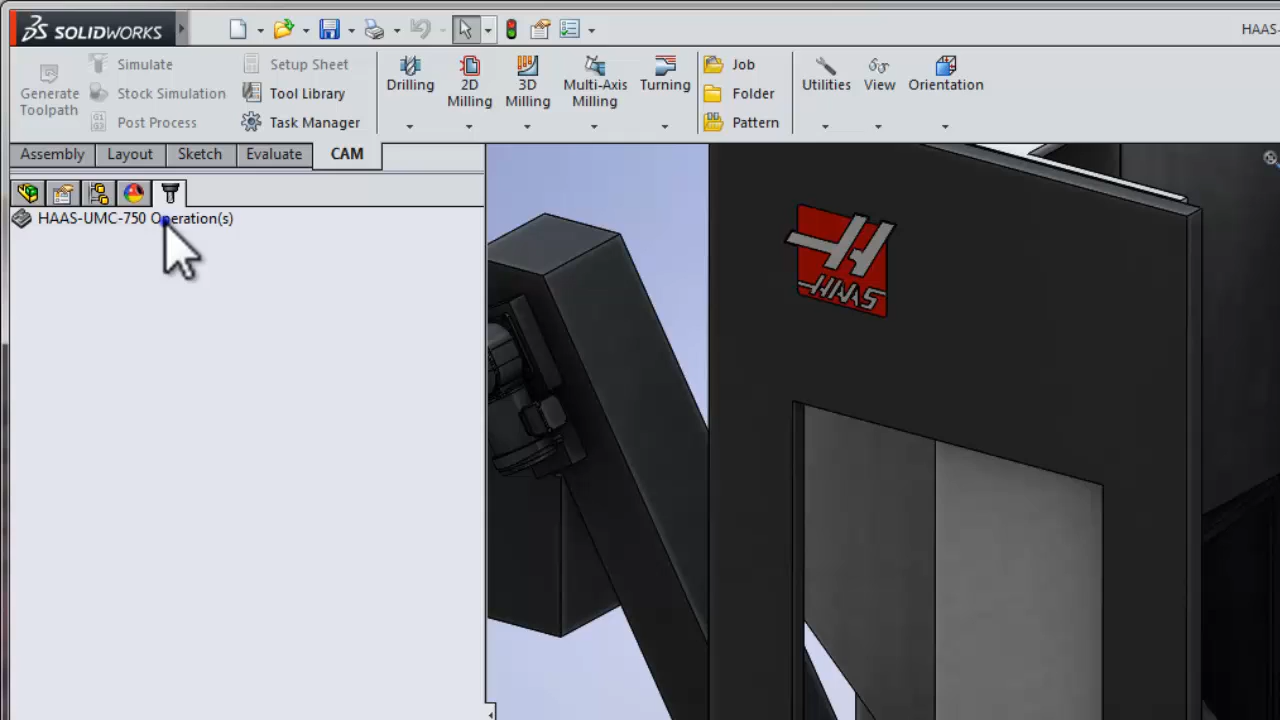 SOLIDWORKS
HAAS-
Generate
Toolpath
Simulate
Stock Simulation
Post Process
Setup Sheet
Tool Library
Task Manager
Drilling
2D
Milling
3D
Milling
Multi-Axis
Milling
Turning
Job
Folder
Pattern
Utilities
View
Orientation
Assembly
Layout
Sketch
Evaluate
CAM
HAAS-UMC-750 Operation(s)
HAAS